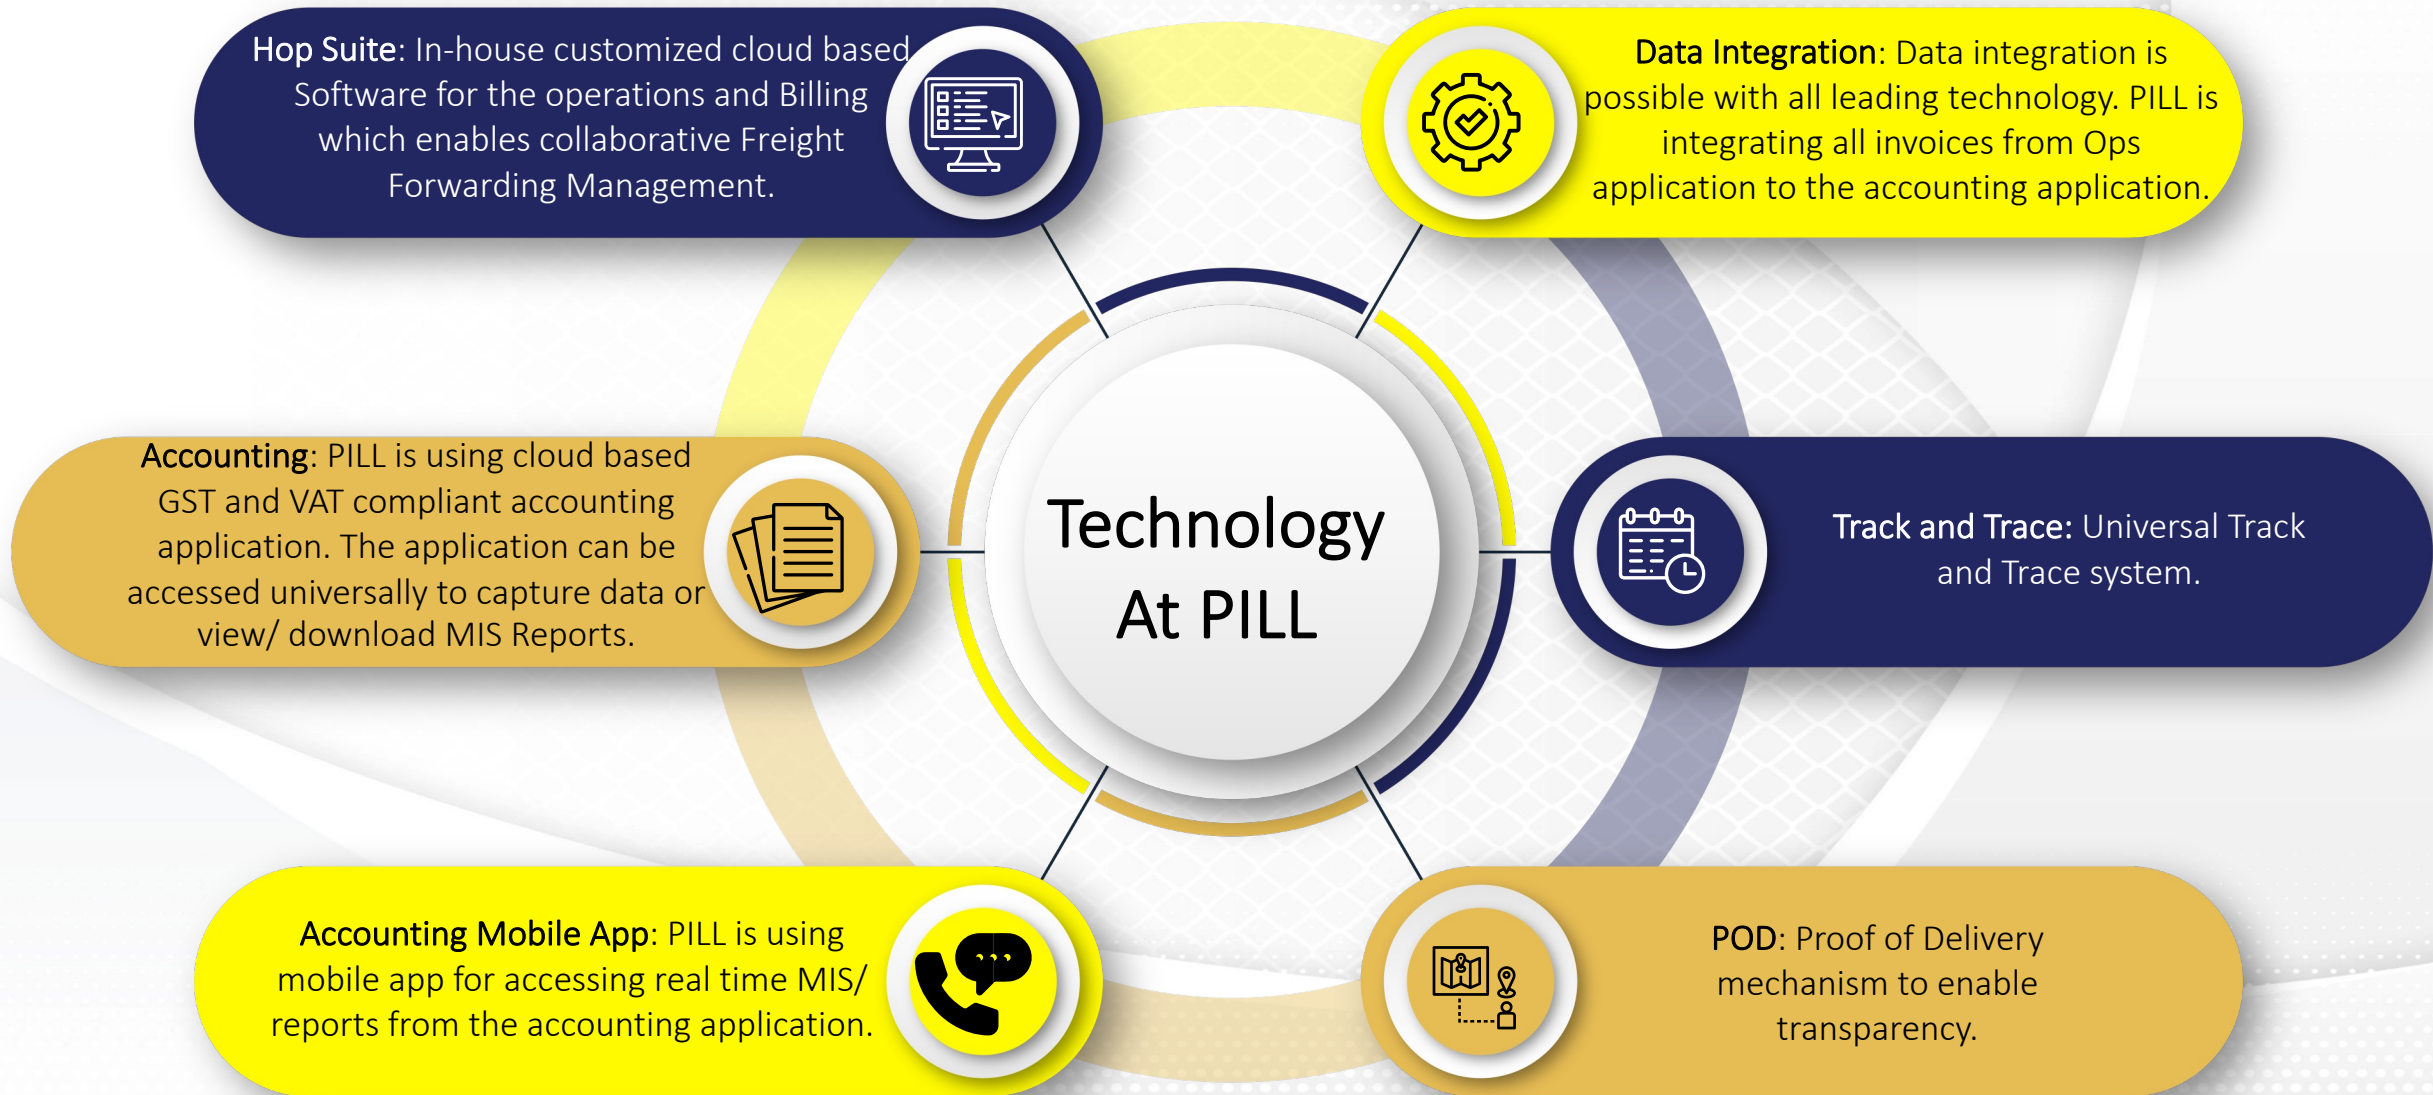 Hop Suite: In-house customized cloud based
Software for the operations and Billing
which enables collaborative Freight
Forwarding Management.
Data Integration: Data integration is
possible with all leading technology. PILL is
integrating all invoices from Ops
application to the accounting application.
Accounting: PILL is using cloud based
GST and VAT compliant accounting
application. The application can be
accessed universally to capture data or
view/ download MIS Reports.
Technology
At PILL
Track and Trace: Universal Track
and Trace system.
Accounting Mobile App: PILL is using
mobile app for accessing real time MIS/
reports from the accounting application.
POD: Proof of Delivery
mechanism to enable
transparency.